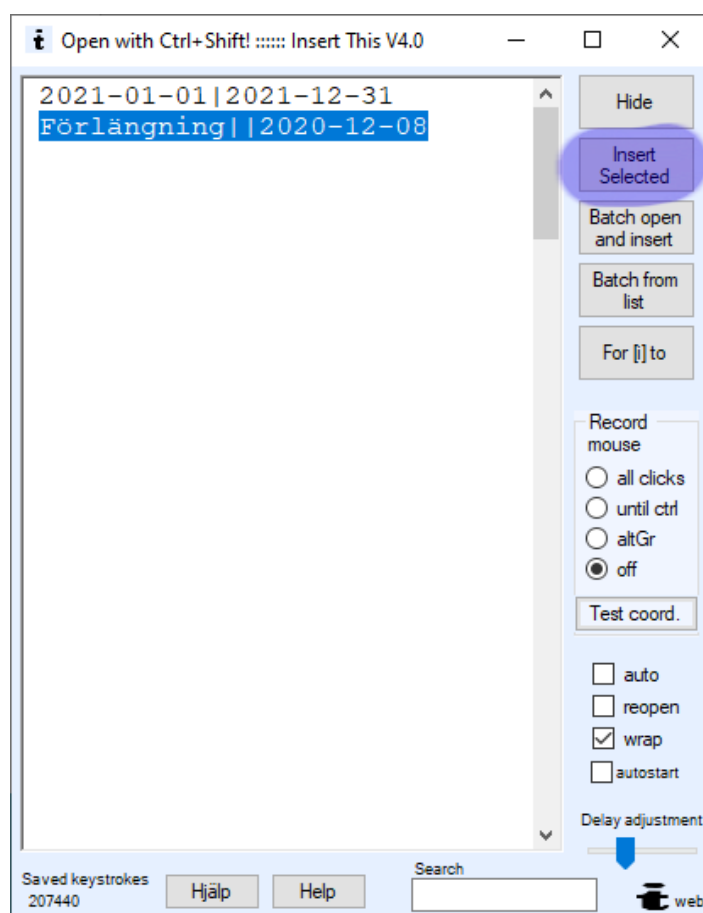 Open with Ctrl+Shift! :::::: Insert This V4.0
2021-01-01|2021-12-31
Förlängning||2020-12-08
Hide
Insert
Selected
Batch open
and insert
Batch from
list
For [i] to
Record
mouse
all clicks
until ctrl
altGr
off
Test coord.
auto
reopen
wrap
autostart
Delay adjustment
Saved keystrokes
207440
Hjälp
Help
Search
web